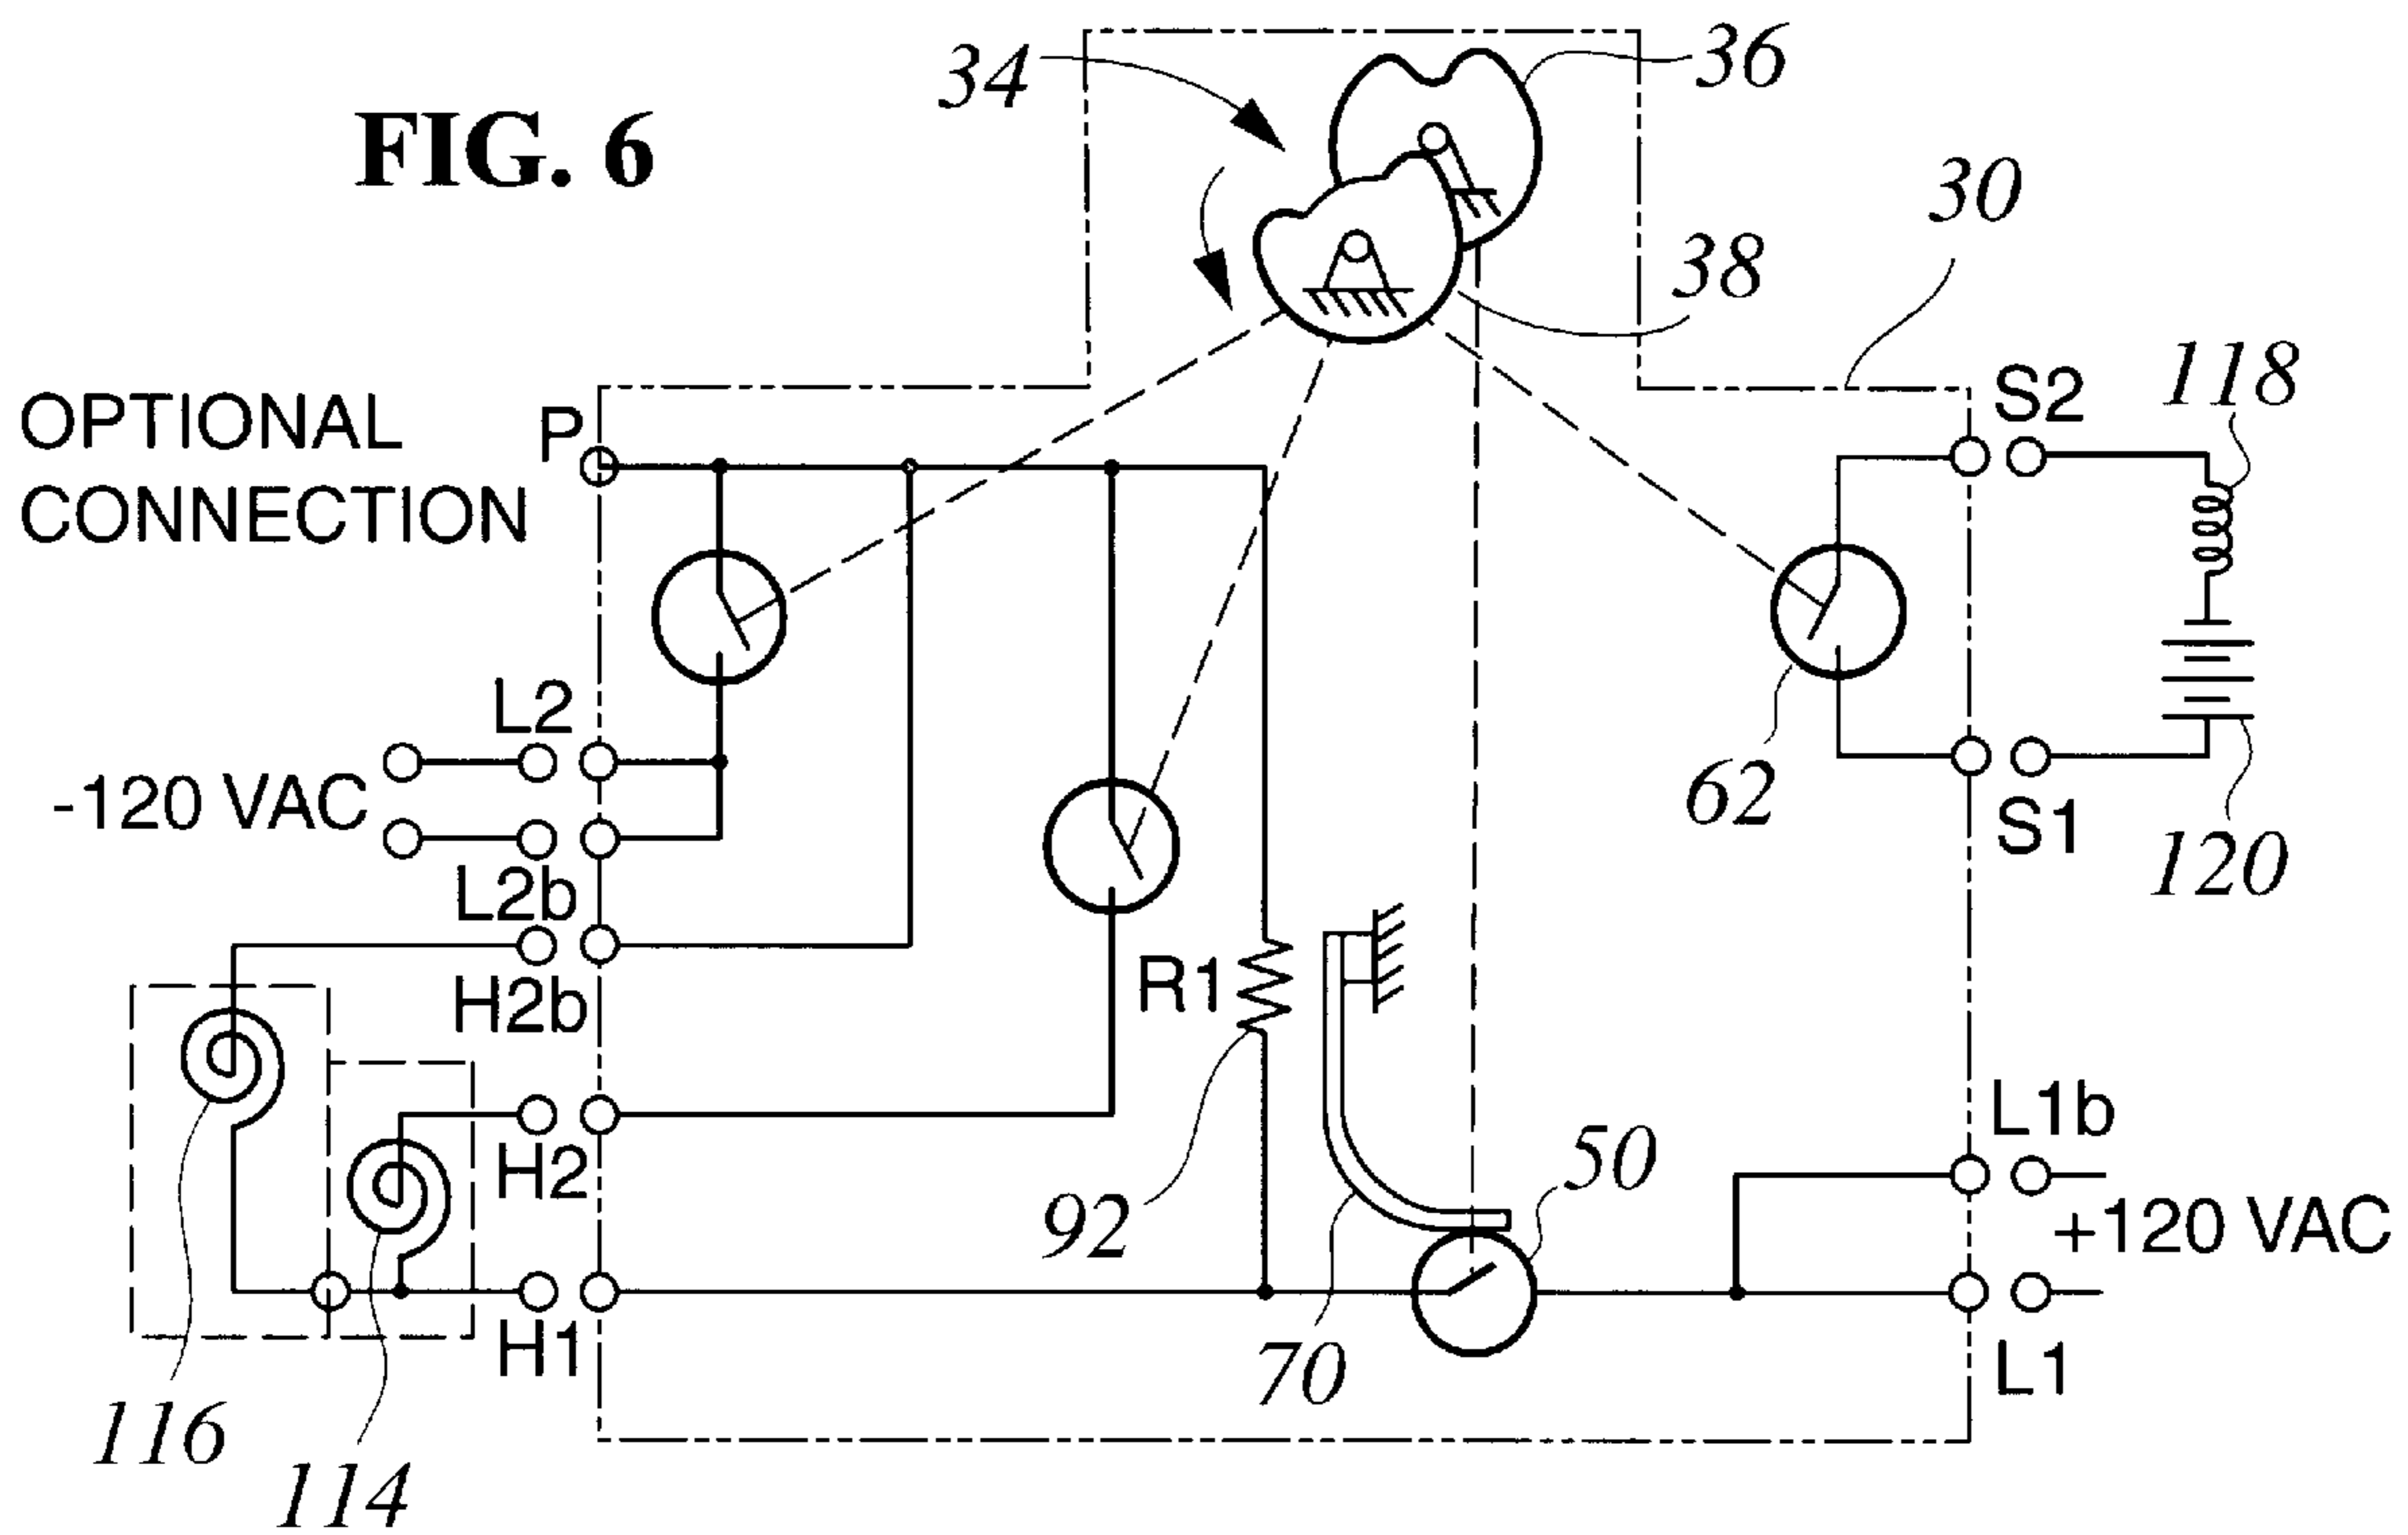 FIG. 6
34
36
30
38
118
OPTIONAL
CONNECTION
P
S2
L2
-120 VAC
62
S1
120
L2b
H2b
R1
H2
92
50
L1b
+120 VAC
H1
70
L1
116
114